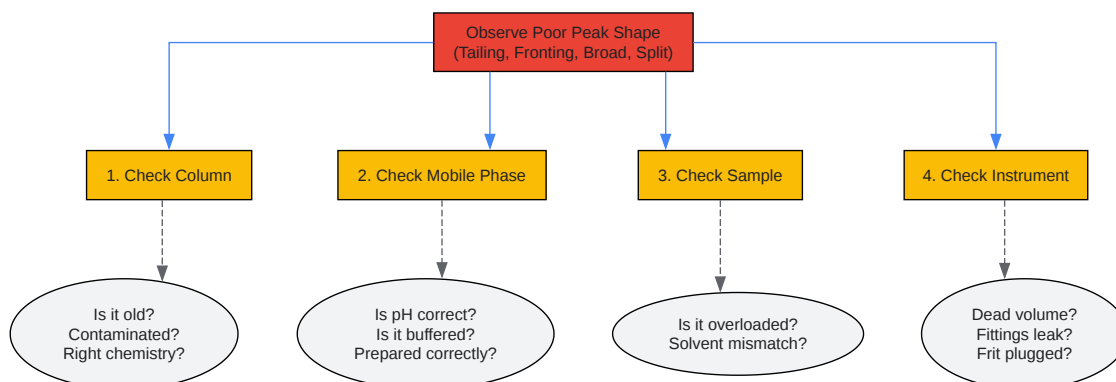 Observe Poor Peak Shape
(Tailing, Fronting, Broad, Split)
1. Check Column
2. Check Mobile Phase
3. Check Sample
4. Check Instrument
Is it old?
Contaminated?
Right chemistry?
Is pH correct?
Is it buffered?
Prepared correctly?
Is it overloaded?
Solvent mismatch?
Dead volume?
Fittings leak?
Frit plugged?